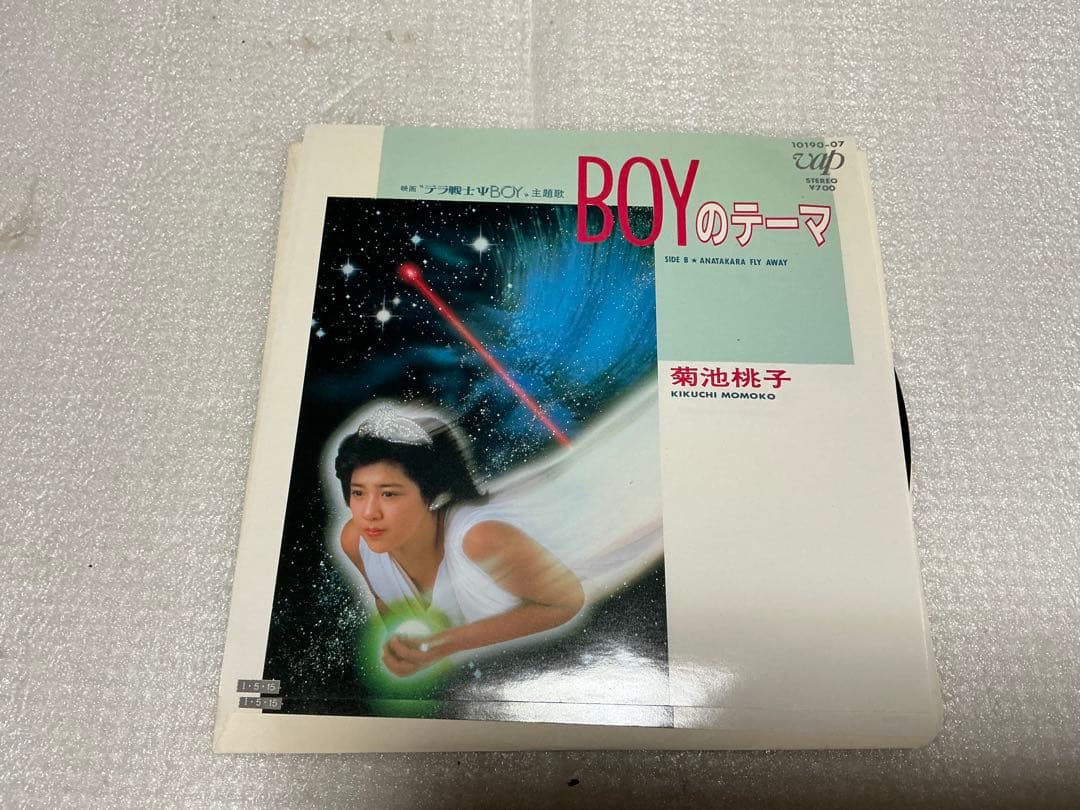 10190-07
vap
STEREO
¥700
映画“テラ戦士ΨBOY”主題歌
BOYのテーマ
SIDE B ★ ANATAKARA FLY AWAY
菊池桃子
KIKUCHI MOMOKO
1・5・15
1・5・15